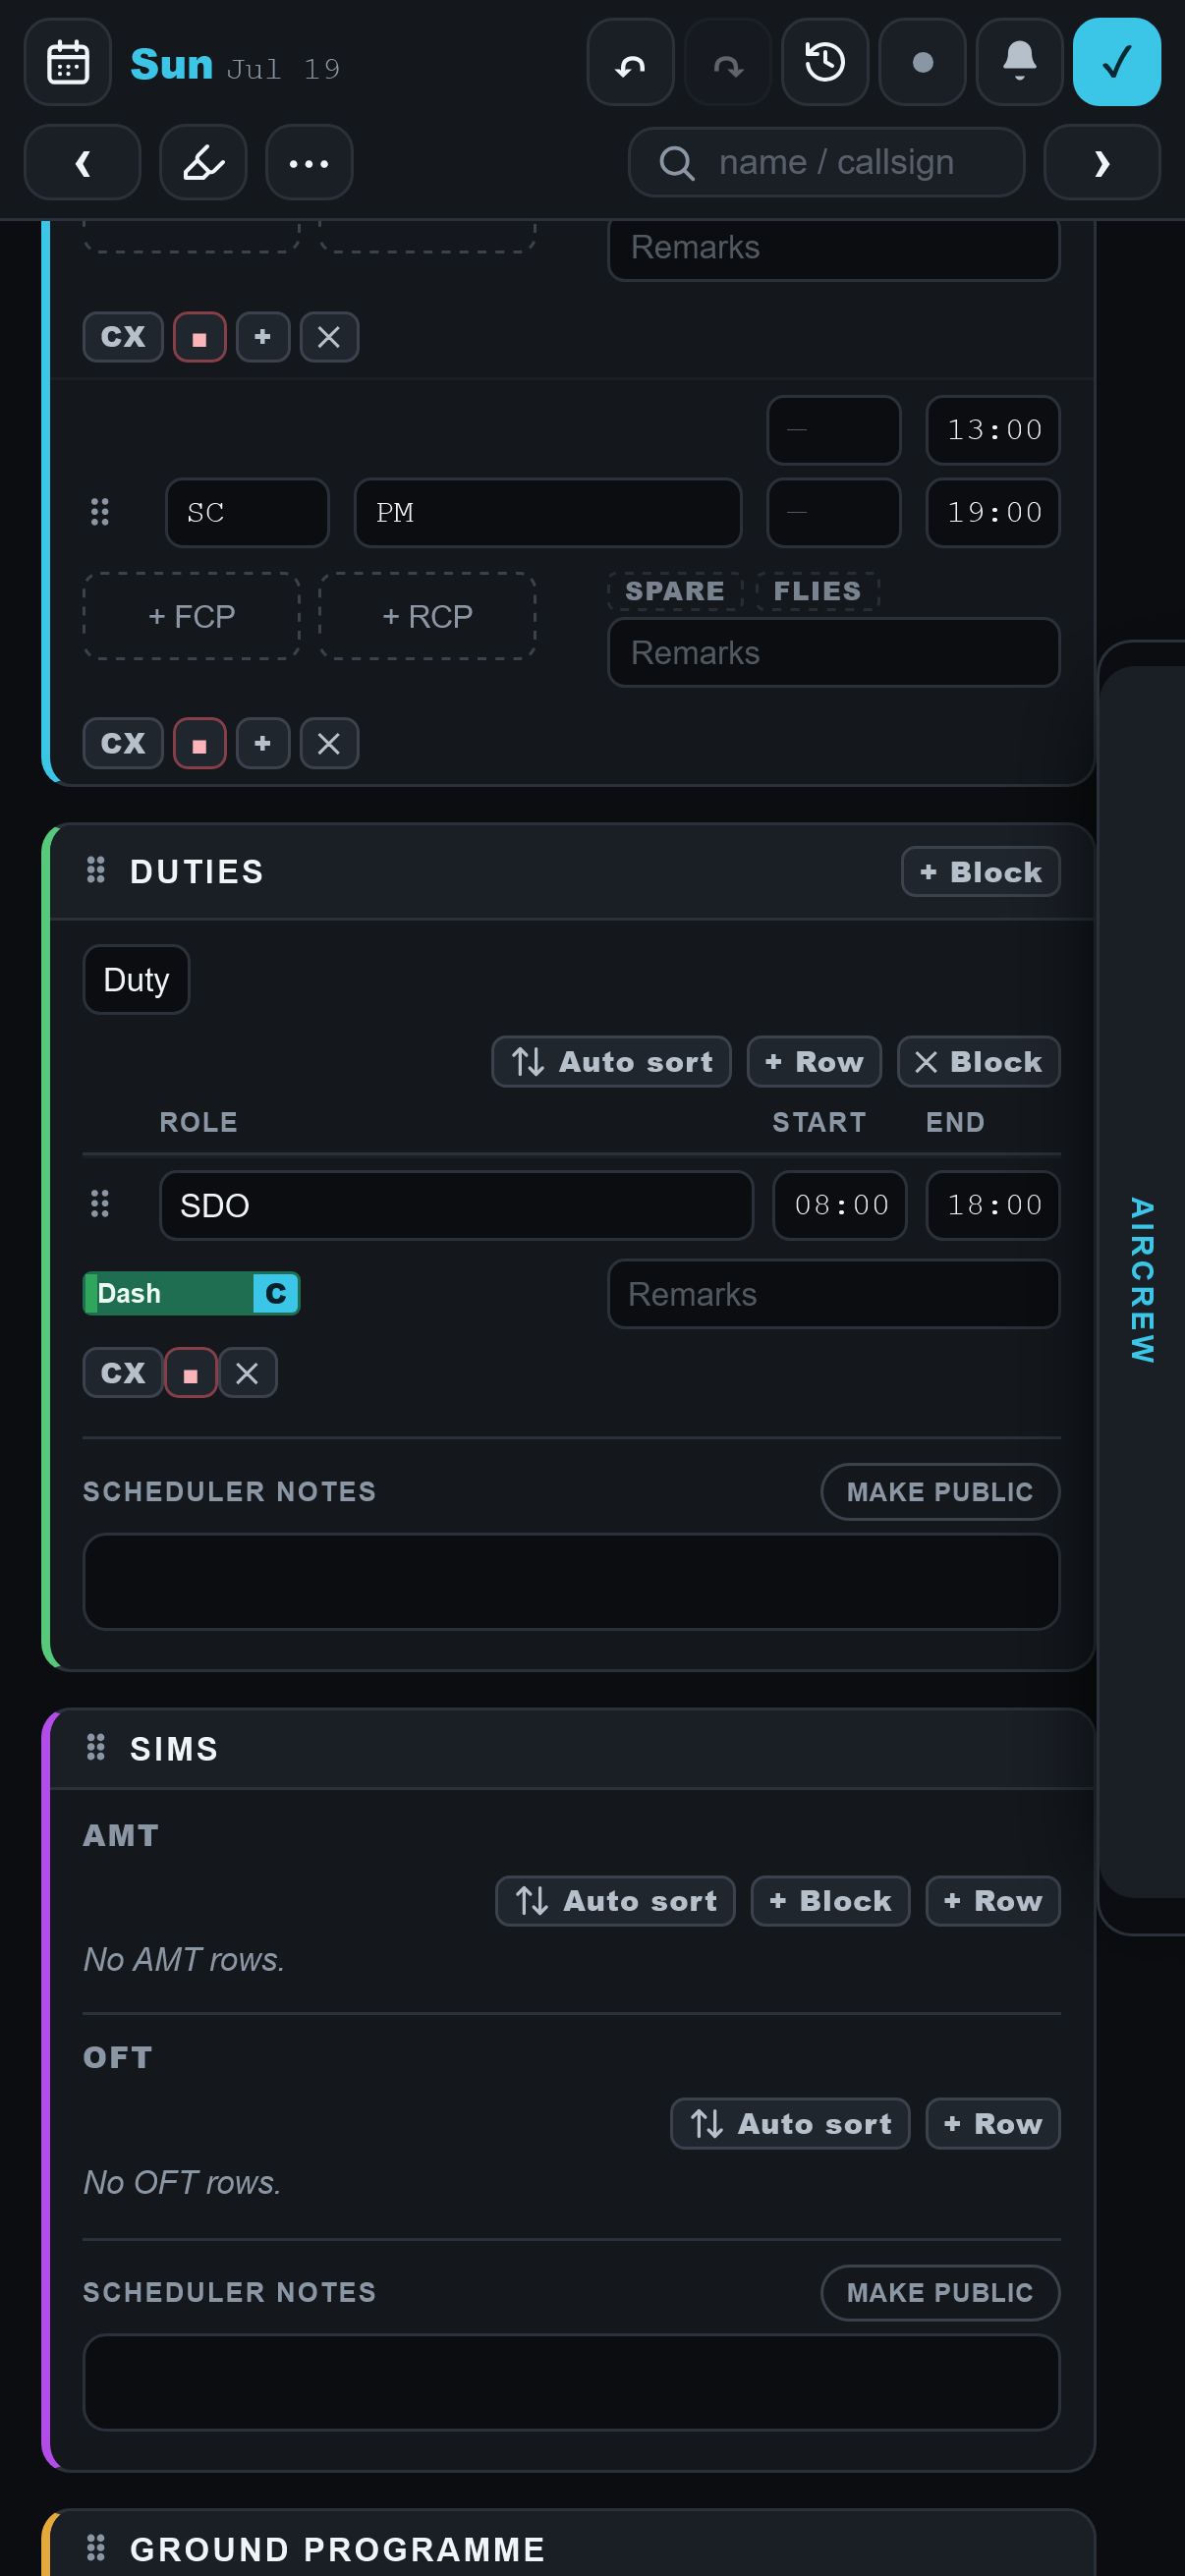 Sun Jul 19
name / callsign
Remarks
CX
+
13:00
SC PM — 19:00
+ FCP + RCP SPARE FLIES
Remarks
CX
+
DUTIES + Block
Duty
Auto sort + Row × Block
ROLE START END
SDO 08:00 18:00
Dash C Remarks
CX
SCHEDULER NOTES MAKE PUBLIC
SIMS
AMT
Auto sort + Block + Row
No AMT rows.
OFT
Auto sort + Row
No OFT rows.
SCHEDULER NOTES MAKE PUBLIC
GROUND PROGRAMME
AIRCREW